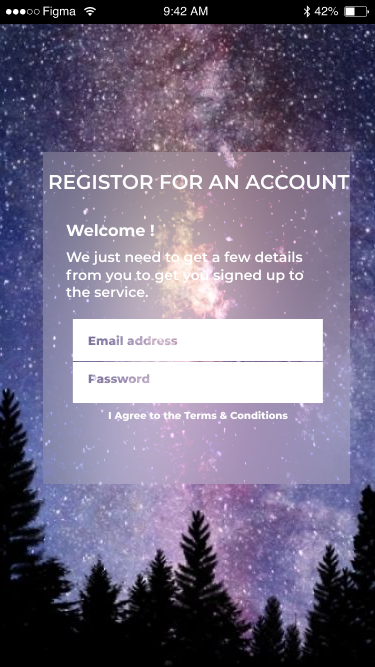 Figma 9:42 AM 42%
REGISTOR FOR AN ACCOUNT
Welcome !
We just need to get a few details
from you to get you signed up to
the service.
Email address
Password
I Agree to the Terms & Conditions